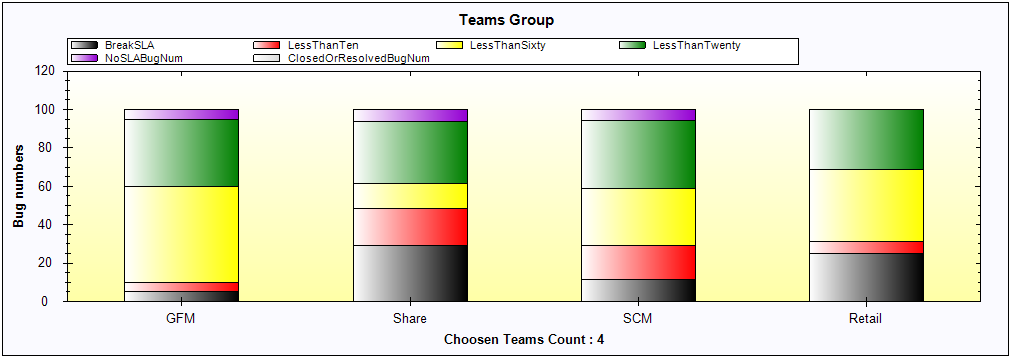 Teams Group
BreakSLA LessThanTen LessThanSixty LessThanTwenty
NoSLABugNum ClosedOrResolvedBugNum
120
100
80
60
40
20
0
Bug numbers
GFM Share SCM Retail
Choosen Teams Count : 4